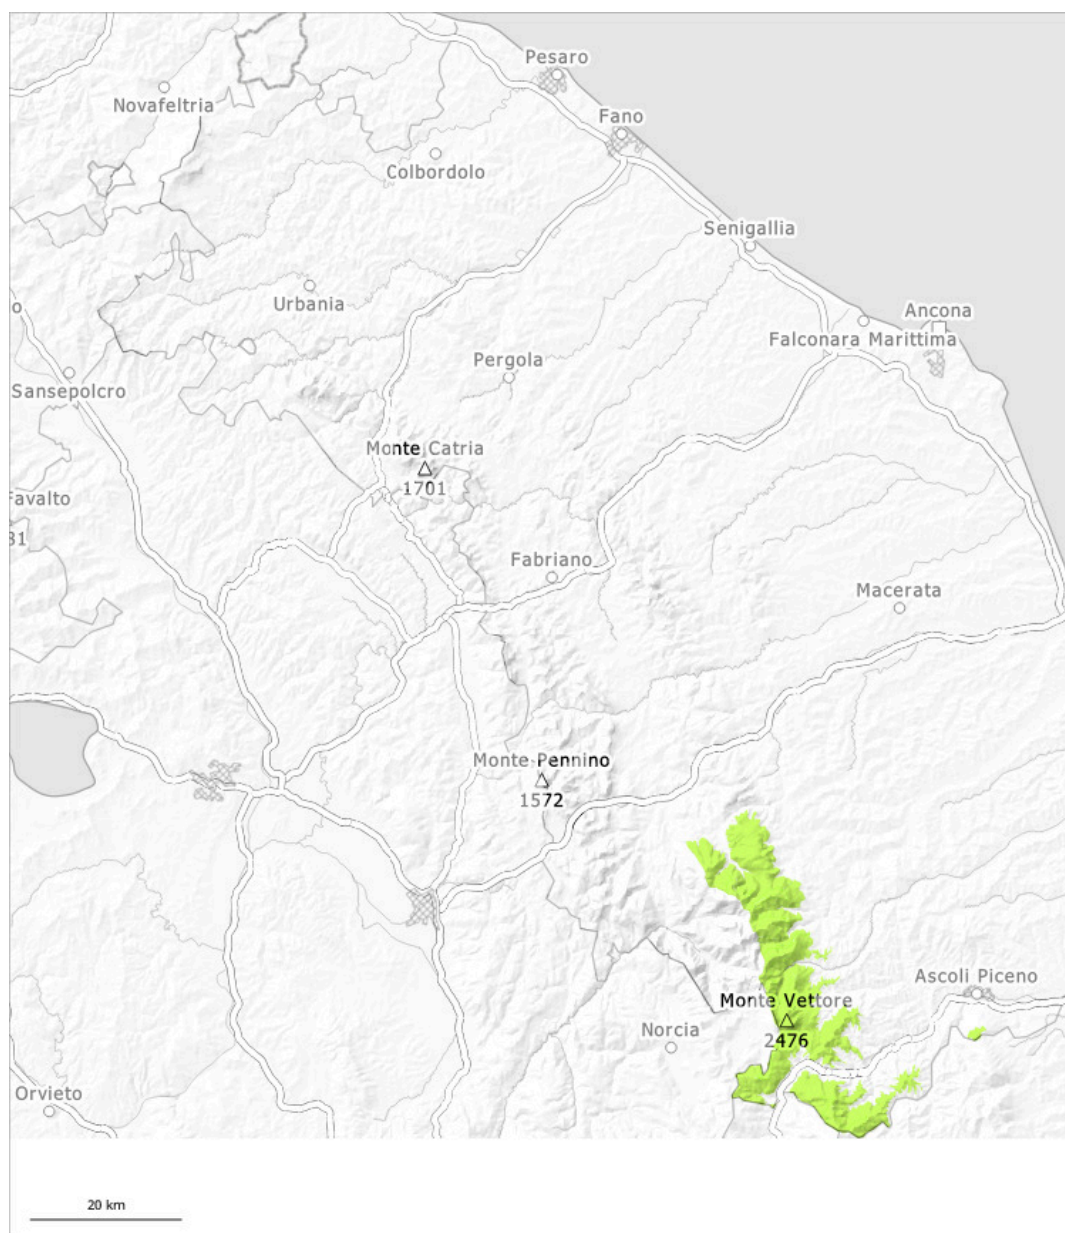 Pesaro
Novafeltria
Fano
Colbordolo
Senigallia
Urbania
Ancona
o
Falconara Marittima
Pergola
Sansepolcro
Monte Catria
1701
Favalto
31
Fabriano
Macerata
Monte Pennino
1572
Ascoli Piceno
Monte Vettore
Norcia
2476
Orvieto
20 km